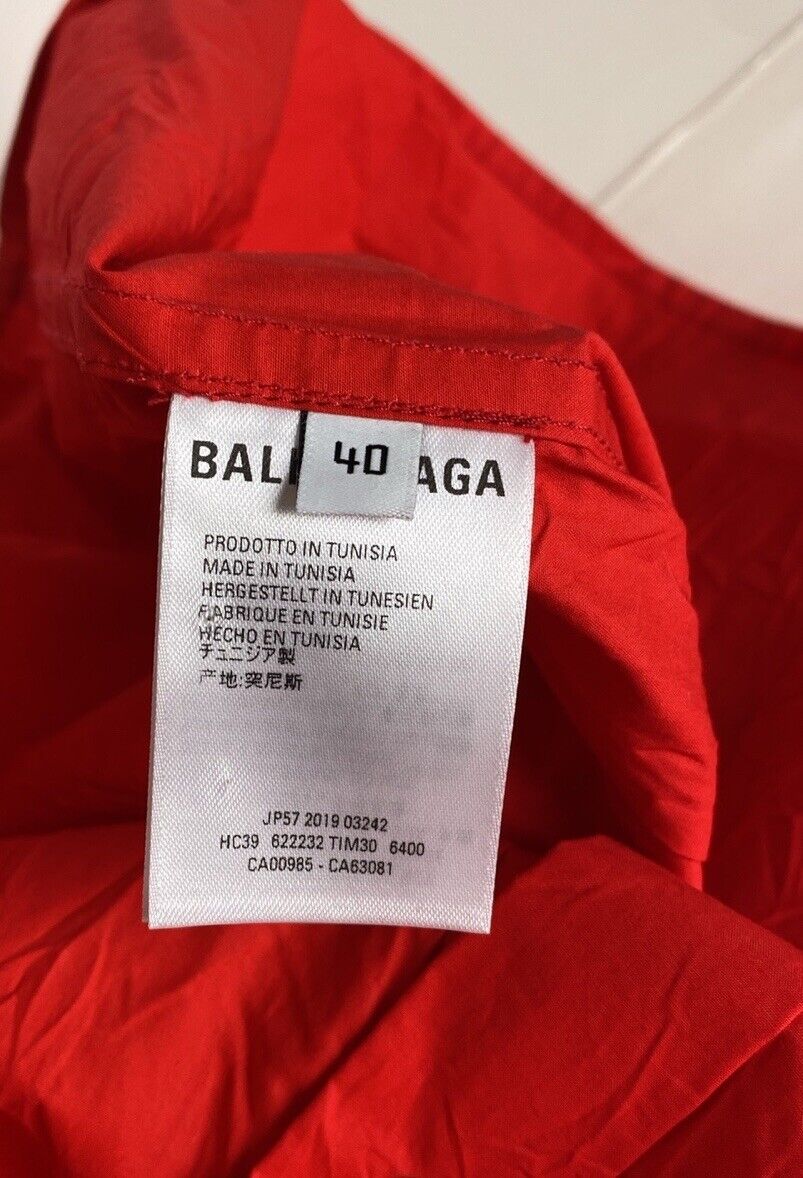 BAL AGA
40
PRODOTTO IN TUNISIA
MADE IN TUNISIA
HERGESTELLT IN TUNESIEN
FABRIQUE EN TUNISIE
HECHO EN TUNISIA
チュニジア製
产地:突尼斯
JP57 2019 03242
HC39 622232 TIM30 6400
CA00985 - CA63081